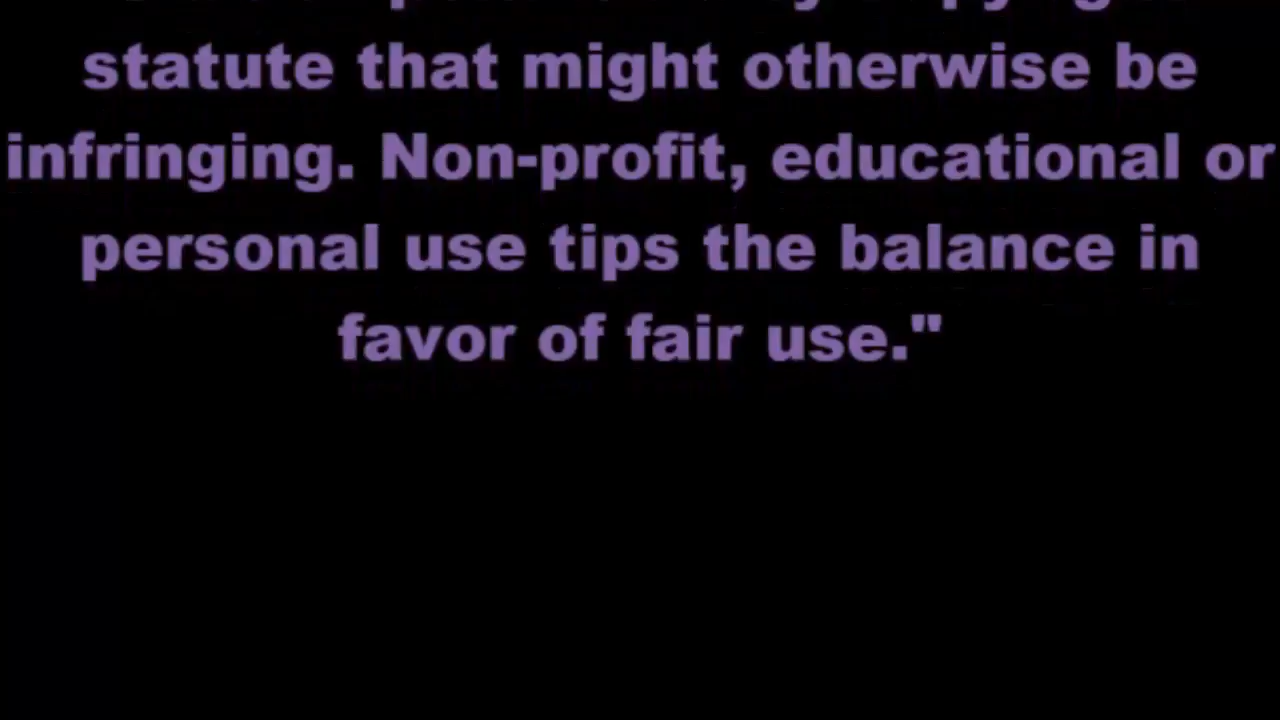 statute that might otherwise be
infringing. Non-profit, educational or
personal use tips the balance in
favor of fair use."